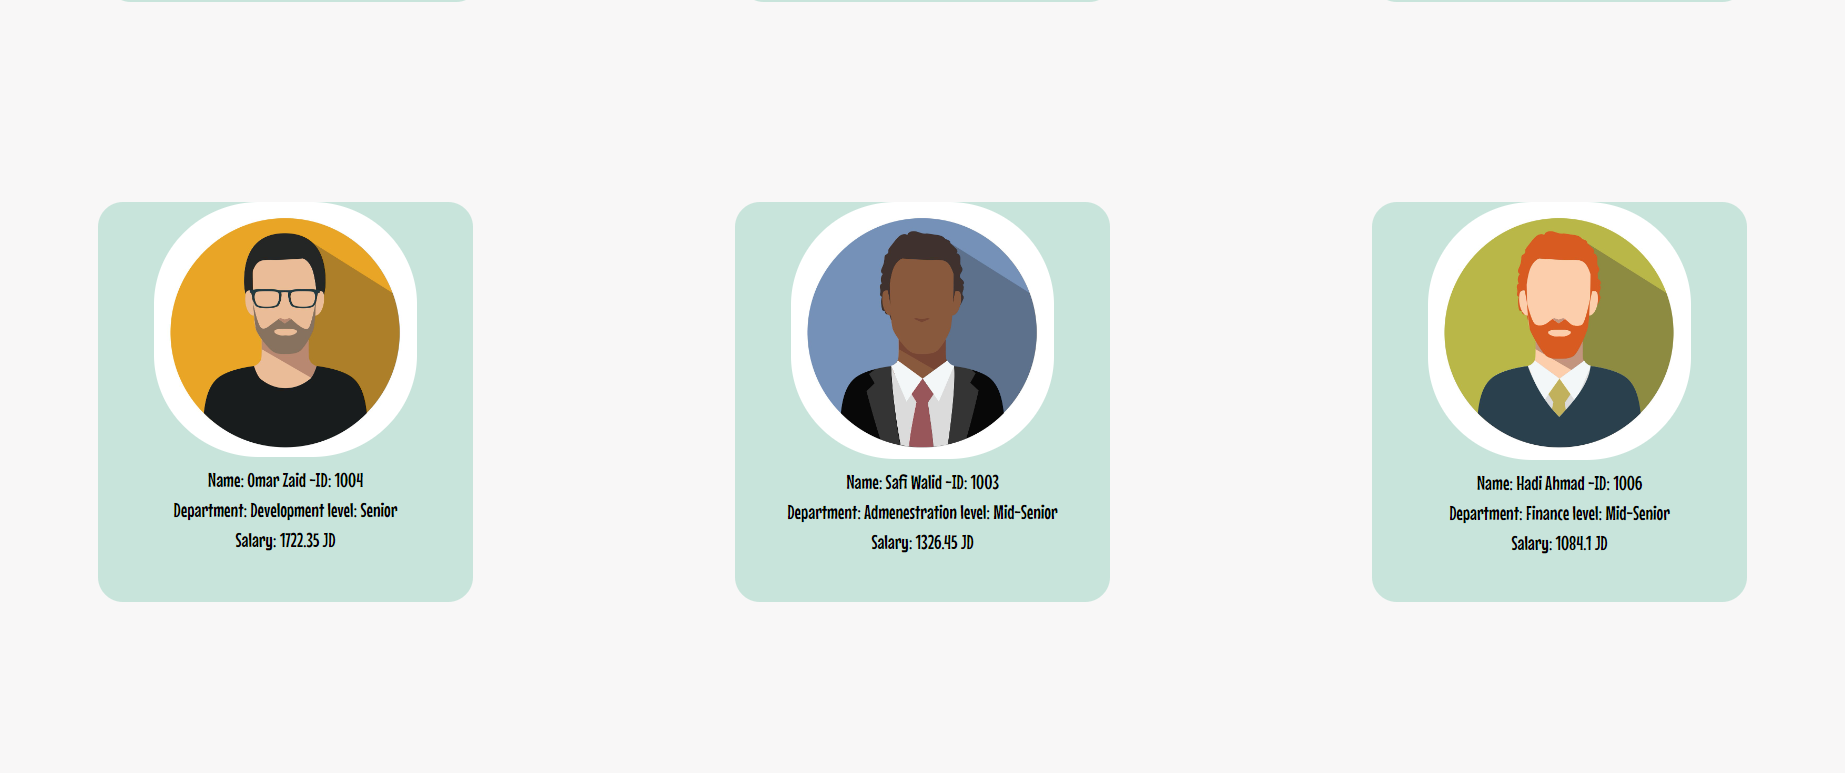 Name: Omar Zaid -ID: 1004
Department: Development level: Senior
Salary: 1722.35 JD
Name: Safi Walid -ID: 1003
Department: Admenestration level: Mid-Senior
Salary: 1326.45 JD
Name: Hadi Ahmad -ID: 1006
Department: Finance level: Mid-Senior
Salary: 1084.1 JD